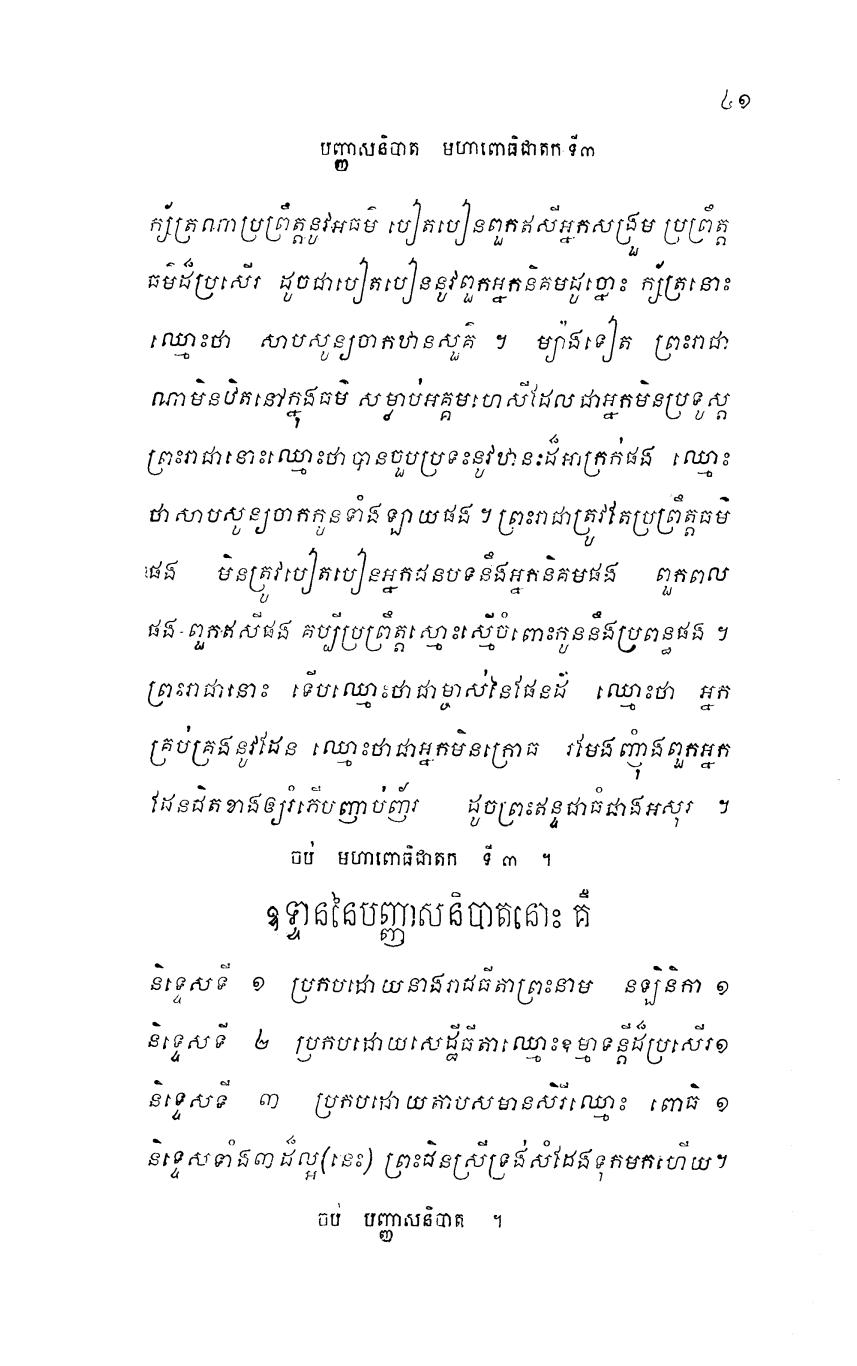 ៤១
បញ្ញាសនិបាត មហាពោធិជាតក ទី៣
ក្ស័ត្រណាប្រព្រឹត្តនូវអធម៌ បៀតបៀនពួកឥសីអ្នកសង្រួម ប្រព្រឹត្ត
ធម៌ដ៏ប្រសើរ ដូចជាបៀតបៀននូវពួកអ្នកនិគមដូច្នោះ ក្ស័ត្រនោះ
ឈ្មោះថា សាបសូន្យចាកឋានសួគ៌ ។ ម្យ៉ាងទៀត ព្រះរាជា
ណាមិនឋិតនៅក្នុងធម៌ សម្លាប់អគ្គមហេសីដែលជាអ្នកមិនប្រទូស្ត
ព្រះរាជានោះឈ្មោះថាបានចួបប្រទះនូវឋានៈដ៏អាក្រក់ផង ឈ្មោះ
ថាសាបសូន្យចាកកូនទាំងឡាយផង ។ ព្រះរាជាត្រូវតែប្រព្រឹត្តធម៌
ផង មិនត្រូវបៀតបៀនអ្នកជនបទនឹងអ្នកនិគមផង ពួកពល
ផង ពួកឥសីផង គប្បីប្រព្រឹត្តស្មោះស្មើចំពោះកូននឹងប្រពន្ធផង ។
ព្រះរាជានោះ ទើបឈ្មោះថាជាម្ចាស់នៃផែនដី ឈ្មោះថា អ្នក
គ្រប់គ្រងនូវដែន ឈ្មោះថាជាអ្នកមិនក្រោធ រមែងញ៉ាំងពួកអ្នក
ដែនជិតខាងឲ្យរំភើបញាប់ញ័រ ដូចព្រះឥន្ទជាធំជាងអសុរ ។
ចប់ មហាពោធិជាតក ទី ៣ ។
ឧទ្ទាននៃបញ្ញាសនិបាតនោះ គឺ
និទ្ទេសទី ១ ប្រកបដោយនាងរាជធីតាព្រះនាម នឡិនិកា ១
និទ្ទេសទី ២ ប្រកបដោយសេដ្ឋីធីតាឈ្មោះឧម្មាទន្តីដ៏ប្រសើរ១
និទ្ទេសទី ៣ ប្រកបដោយតាបសមានសិរីឈ្មោះ ពោធិ ១
និទ្ទេសទាំង៣ដ៏ល្អ(នេះ) ព្រះជិនស្រីទ្រង់សំដែងទុកមកហើយ។
ចប់ បញ្ញាសនិបាត ។